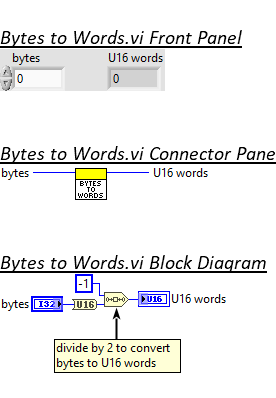 Bytes to Words.vi Front Panel
bytes U16 words
0 0
Bytes to Words.vi Connector Pane
bytes U16 words
BYTES
TO
WORDS
Bytes to Words.vi Block Diagram
-1
bytes I32 U16 U16 U16 words
divide by 2 to convert
bytes to U16 words